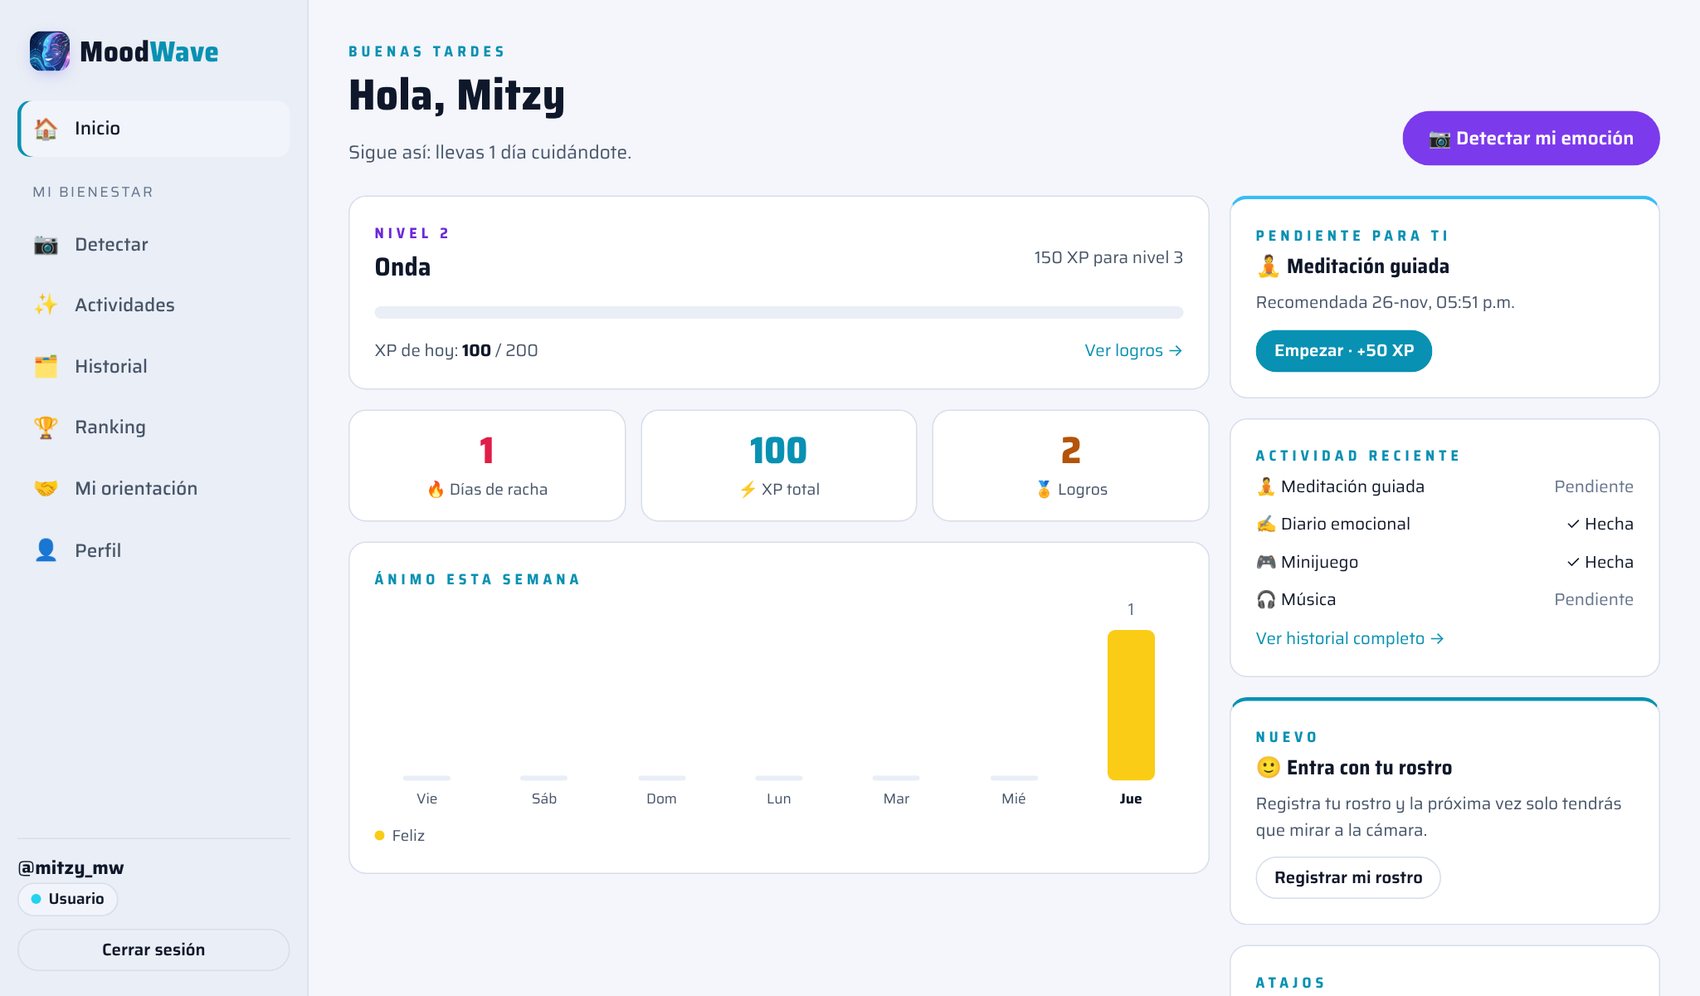 MoodWave
Inicio
MI BIENESTAR
Detectar
Actividades
Historial
Ranking
Mi orientación
Perfil
@mitzy_mw
Usuario
Cerrar sesión
BUENAS TARDES
Hola, Mitzy
Sigue así: llevas 1 día cuidándote.
Detectar mi emoción
NIVEL 2
Onda
150 XP para nivel 3
XP de hoy: 100 / 200
Ver logros →
1
Días de racha
100
XP total
2
Logros
ÁNIMO ESTA SEMANA
1
Vie Sáb Dom Lun Mar Mié Jue
Feliz
PENDIENTE PARA TI
Meditación guiada
Recomendada 26-nov, 05:51 p.m.
Empezar · +50 XP
ACTIVIDAD RECIENTE
Meditación guiada Pendiente
Diario emocional ✓ Hecha
Minijuego ✓ Hecha
Música Pendiente
Ver historial completo →
NUEVO
Entra con tu rostro
Registra tu rostro y la próxima vez solo tendrás
que mirar a la cámara.
Registrar mi rostro
ATAJOS